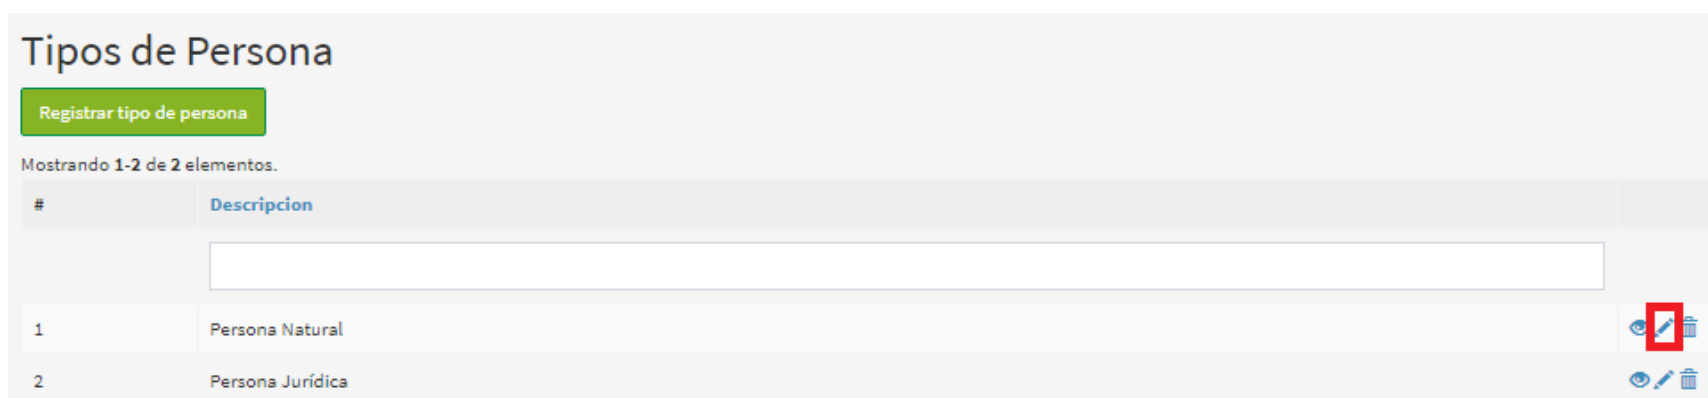 Tipos de Persona
Registrar tipo de persona
Mostrando 1-2 de 2 elementos.
# Descripcion
1 Persona Natural
2 Persona Jurídica